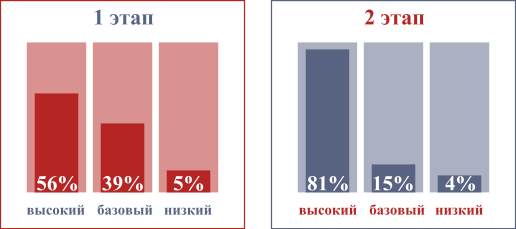 1 этап
56% 39% 5%
высокий базовый низкий
2 этап
81% 15% 4%
высокий базовый низкий